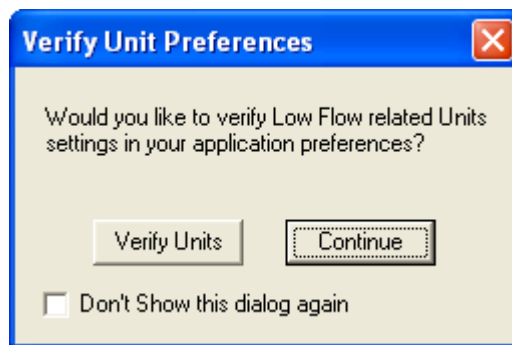 Verify Unit Preferences
Would you like to verify Low Flow related Units
settings in your application preferences?
Verify Units
Continue
Don't Show this dialog again